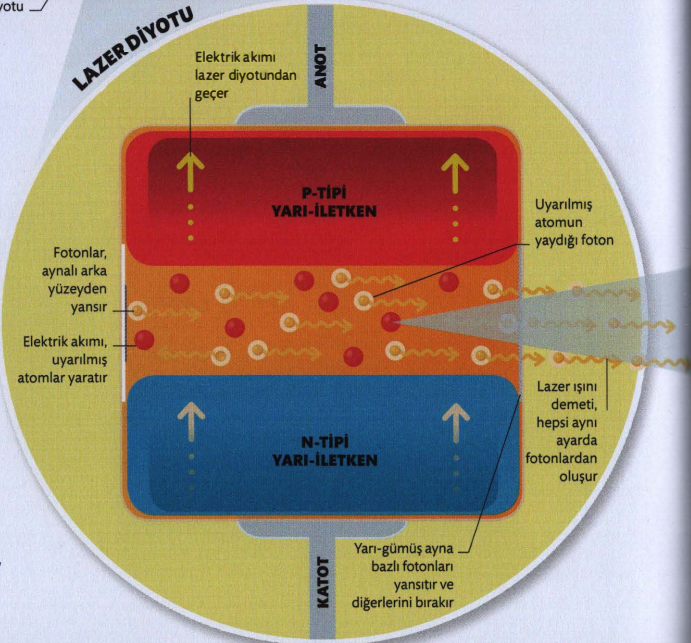 yotu
LAZER DİYOTU
Elektrik akımı
lazer diyotundan
geçer
ANOT
P-TİPİ
YARI-İLETKEN
Uyarılmış
atomun
yaydığı foton
Fotonlar,
aynalı arka
yüzeyden
yansır
Elektrik akımı,
uyarılmış
atomlar yaratır
Lazer ışını
demeti,
hepsi aynı
ayarda
fotonlardan
oluşur
N-TİPİ
YARI-İLETKEN
Yarı-gümüş ayna
bazlı fotonları
yansıtır ve
diğerlerini bırakır
KATOT